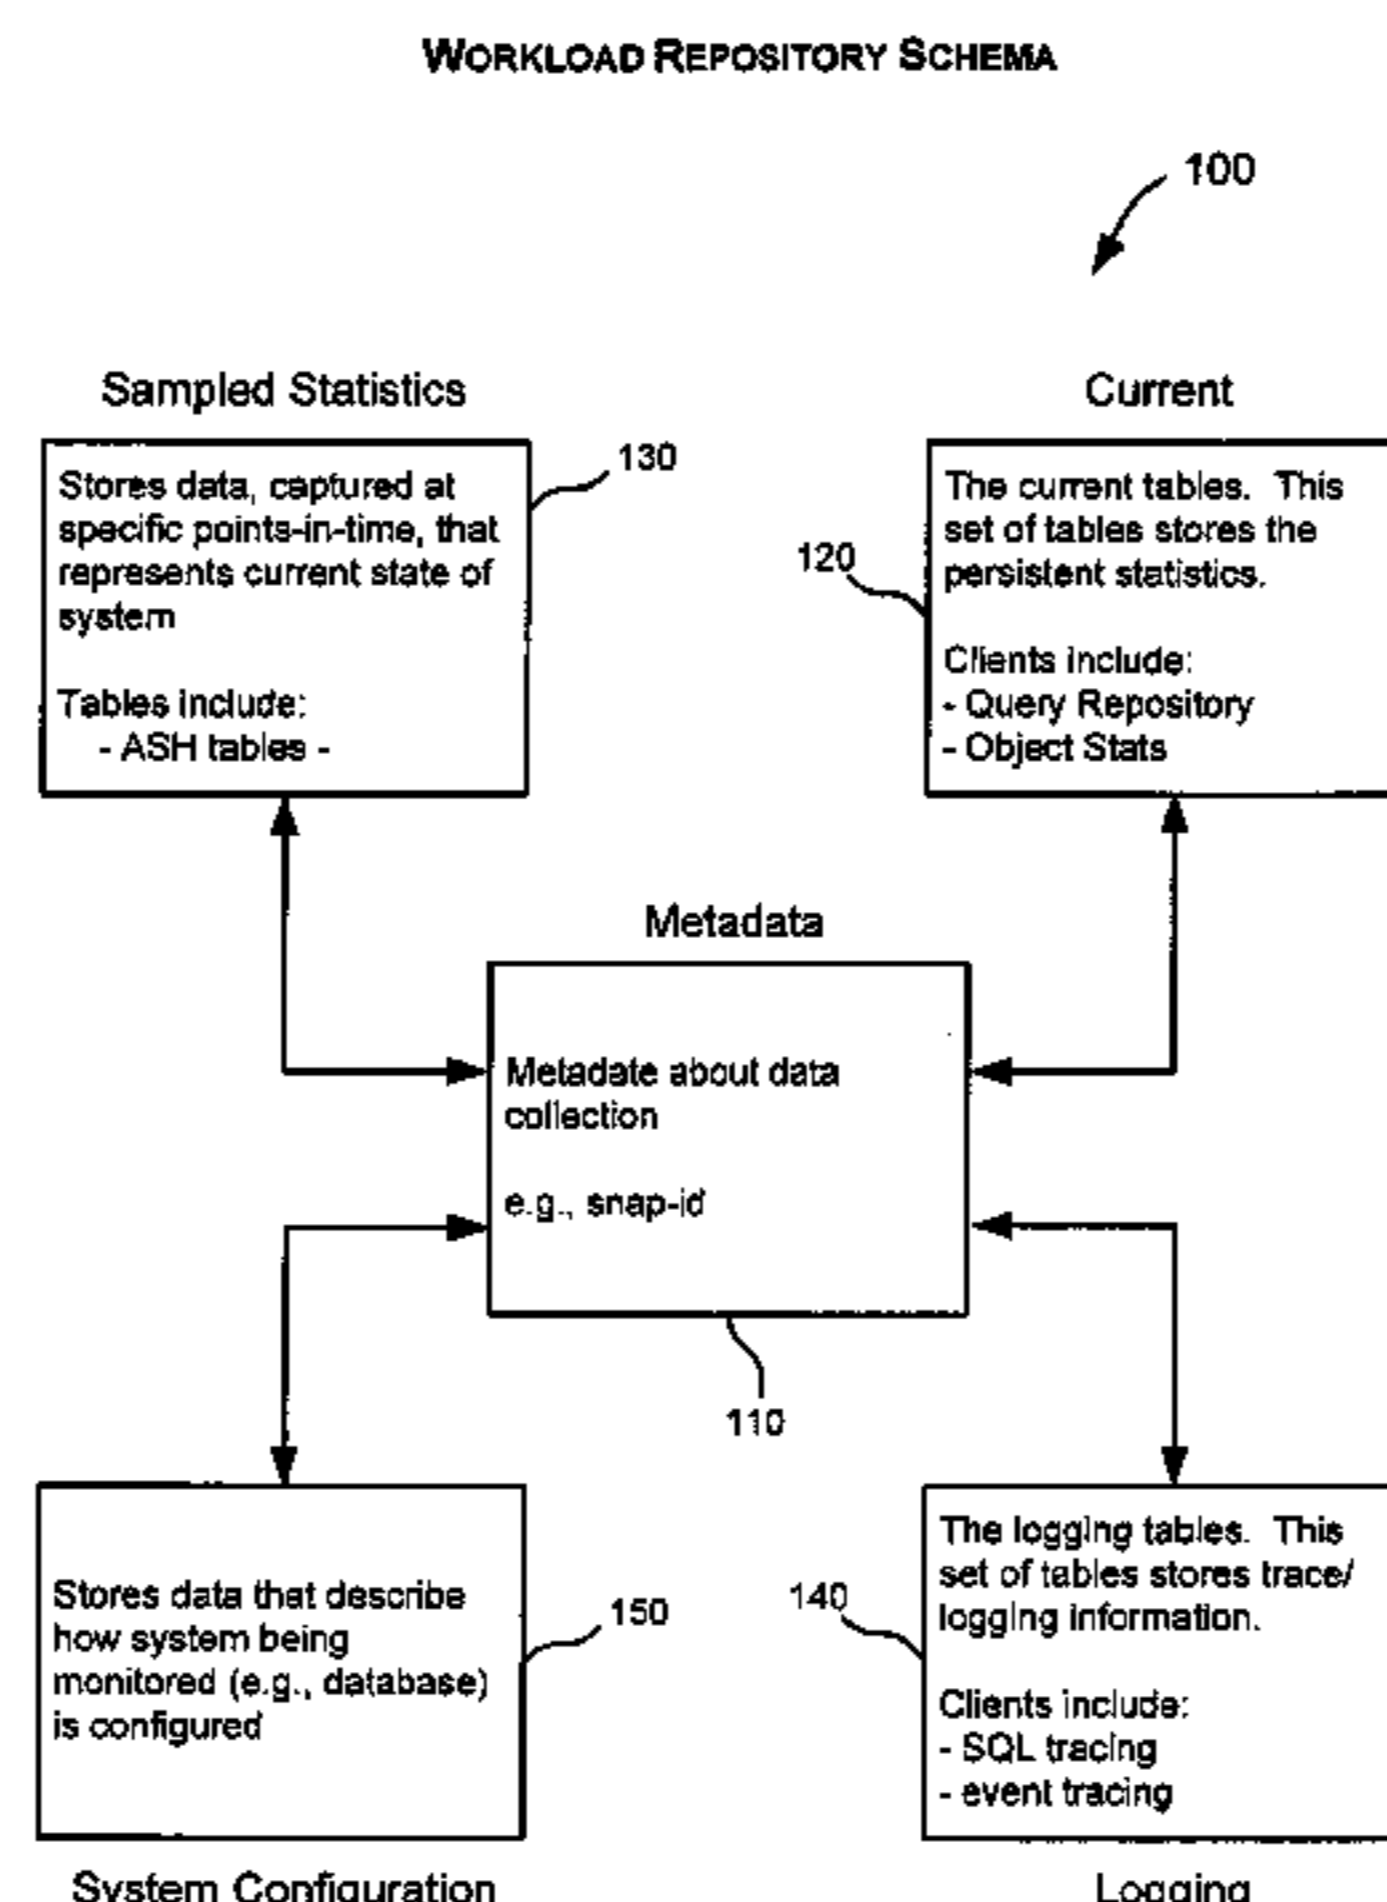 WORKLOAD REPOSITORY SCHEMA
100
Sampled Statistics
Stores data, captured at
specific points-in-time, that
represents current state of
system
Tables include:
- ASH tables -
130
Current
The current tables. This
set of tables stores the
persistent statistics.
Clients include:
- Query Repository
- Object Stats
120
Metadata
Metadate about data
collection
e.g., snap-id
110
Stores data that describe
how system being
monitored (e.g., database)
is configured
150
System Configuration
The logging tables. This
set of tables stores trace/
logging information.
Clients include:
- SQL tracing
- event tracing
140
Logging